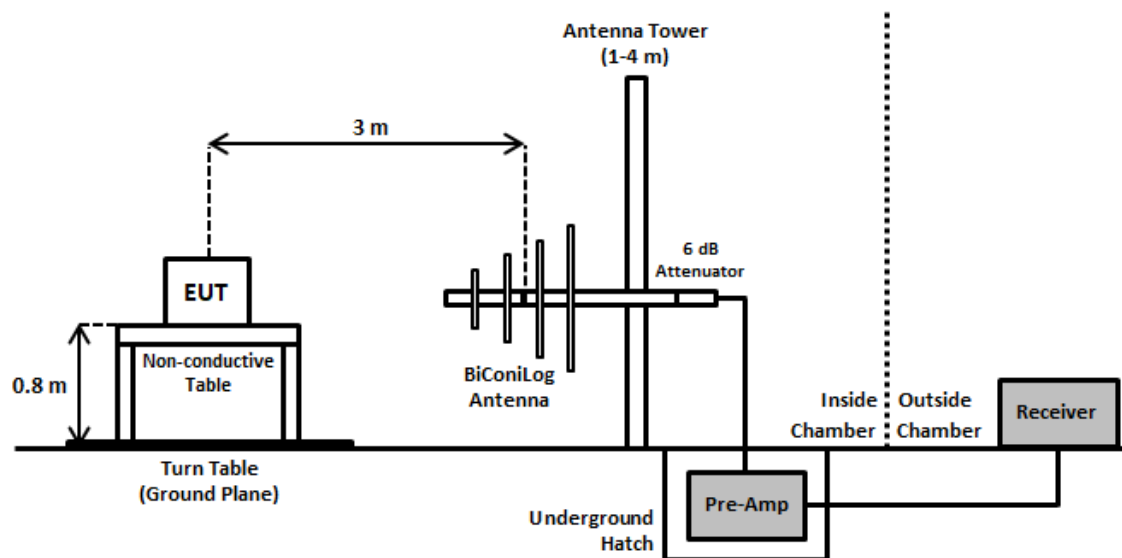 Antenna Tower
(1-4 m)
3 m
6 dB
Attenuator
EUT
Non-conductive
Table
0.8 m
BiConiLog
Antenna
Inside
Chamber
Outside
Chamber
Receiver
Turn Table
(Ground Plane)
Pre-Amp
Underground
Hatch